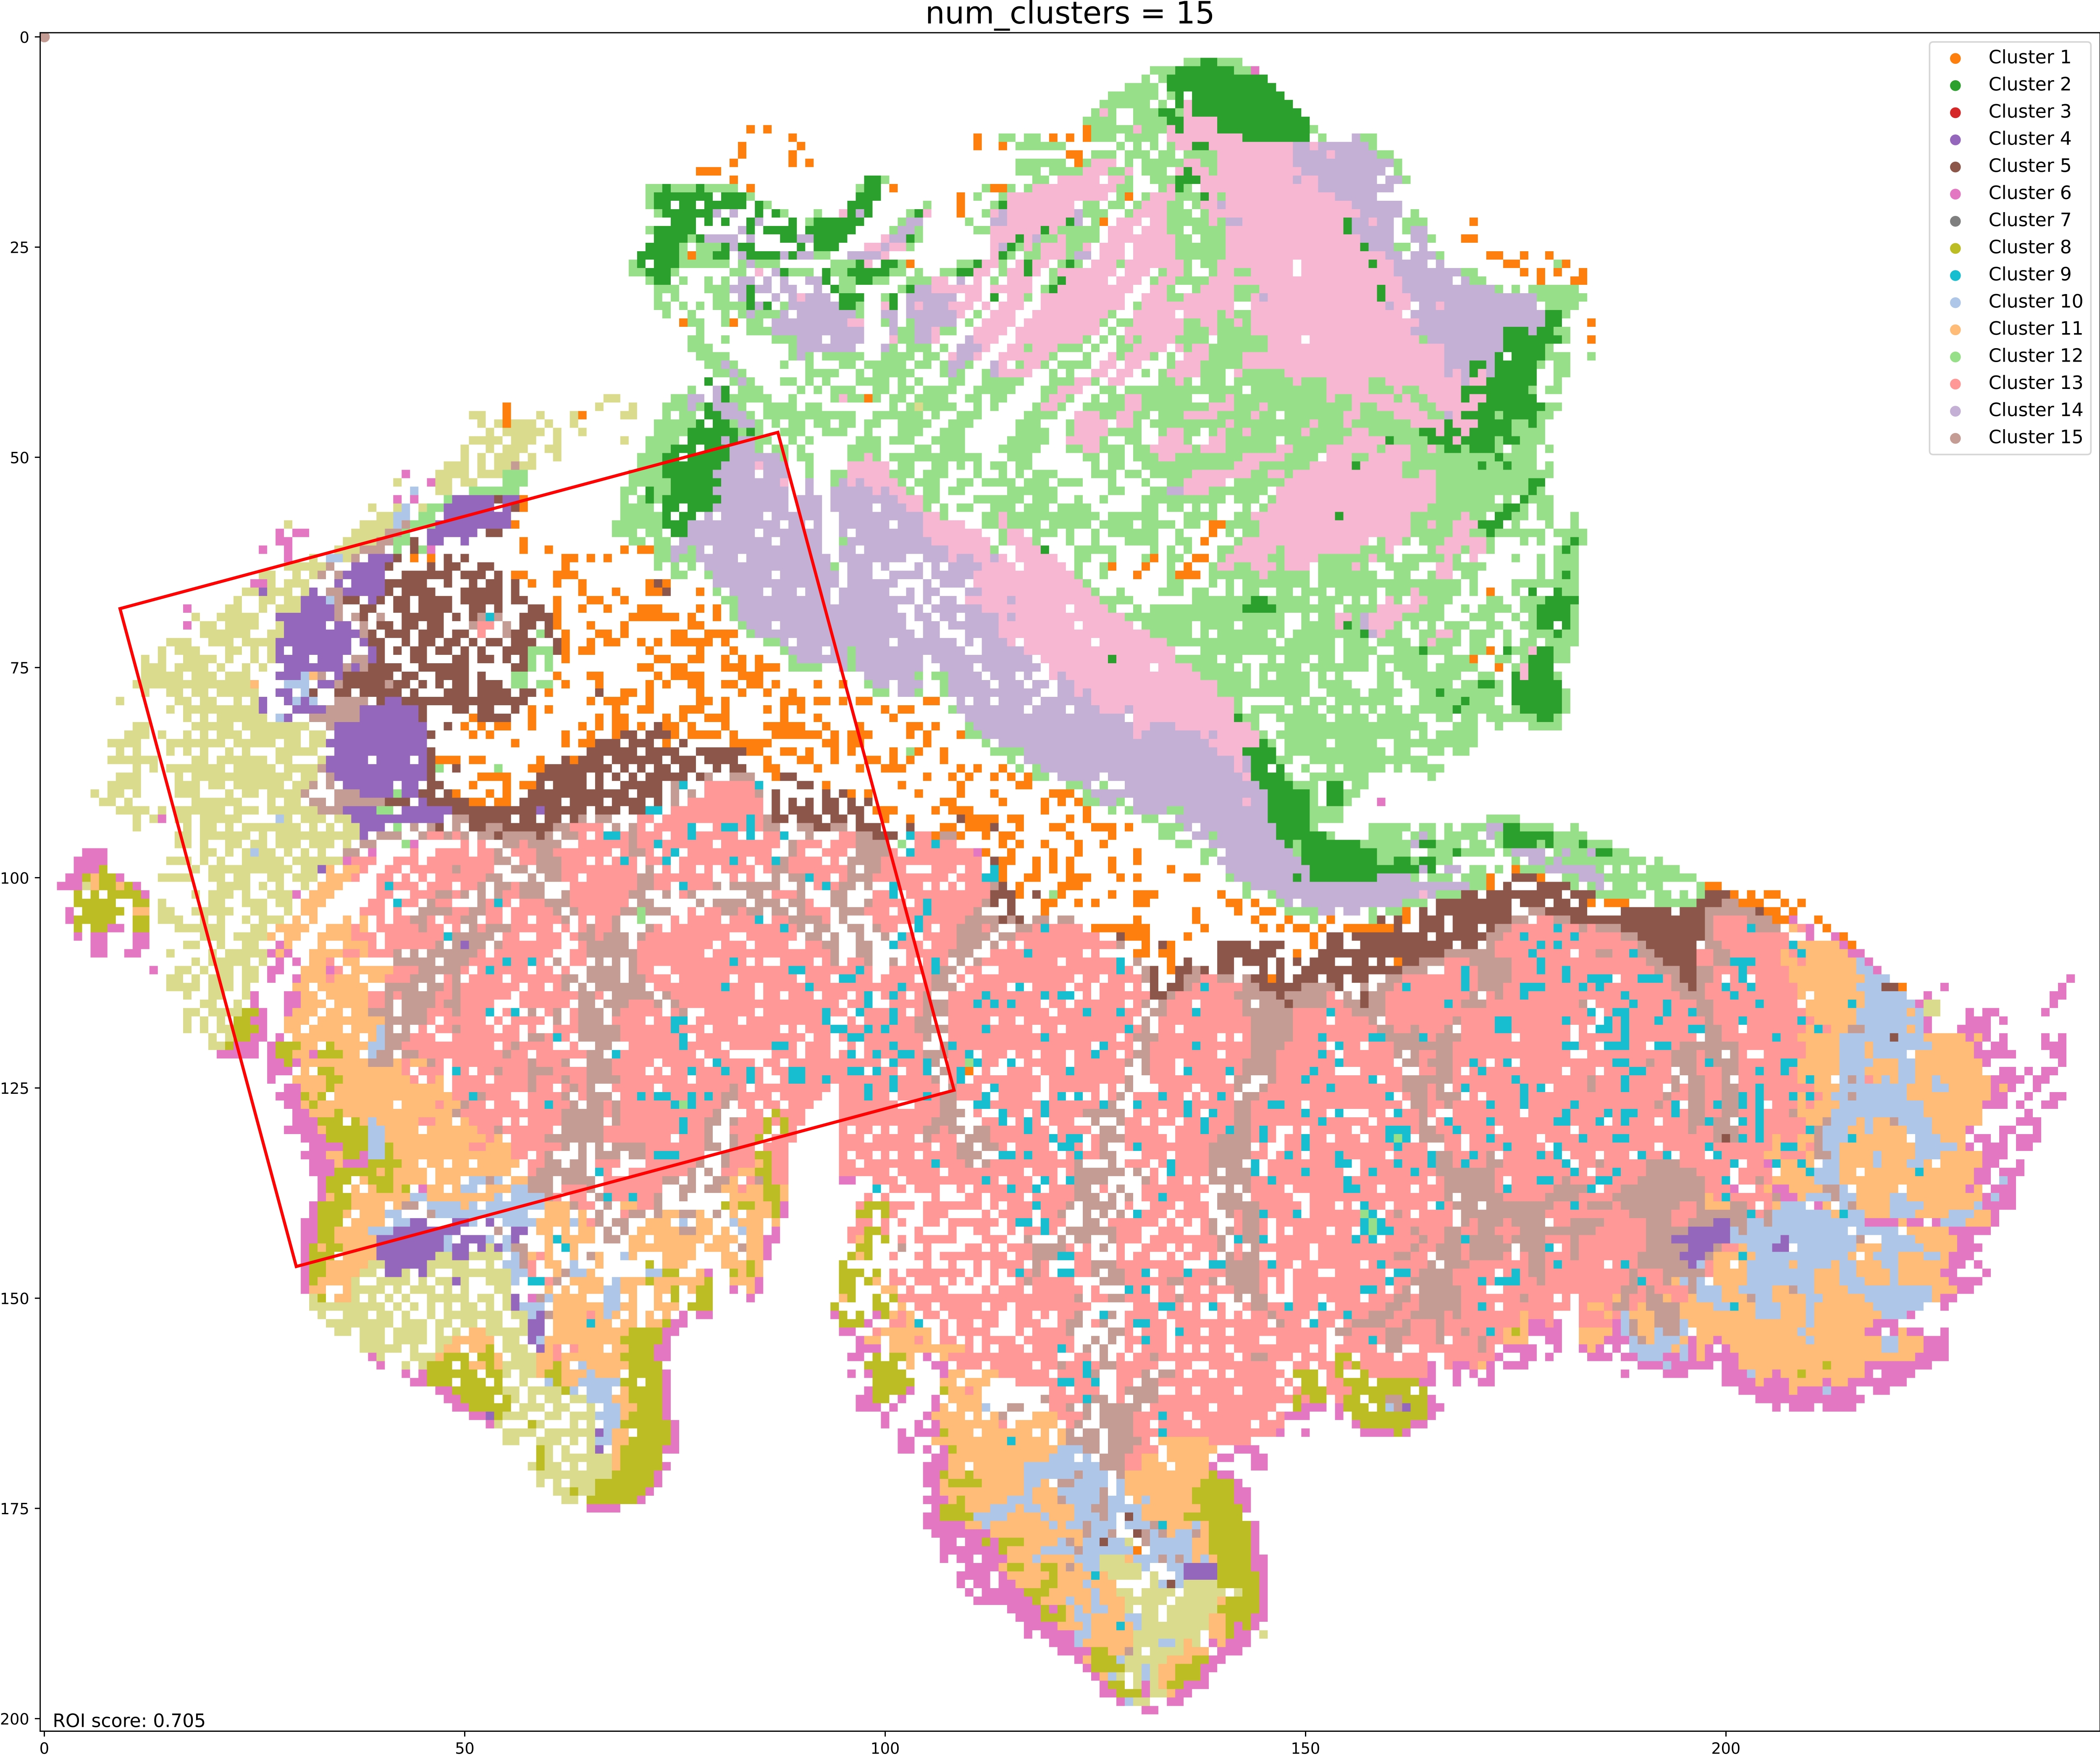 num_clusters = 15
0
25
50
75
100
125
150
175
200
0
50
100
150
200
Cluster 1
Cluster 2
Cluster 3
Cluster 4
Cluster 5
Cluster 6
Cluster 7
Cluster 8
Cluster 9
Cluster 10
Cluster 11
Cluster 12
Cluster 13
Cluster 14
Cluster 15
ROI score: 0.705